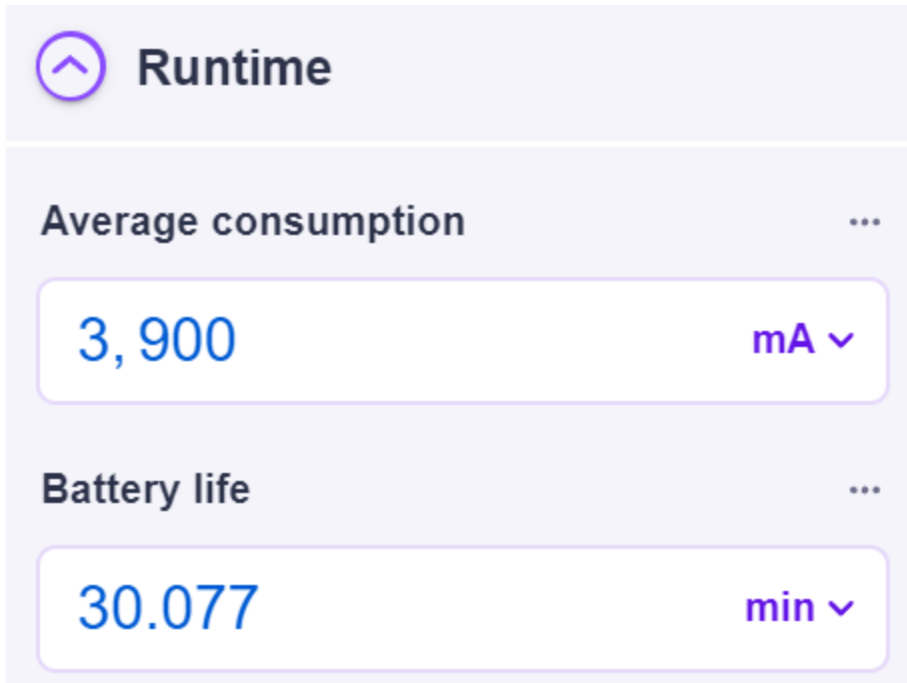 Runtime
Average consumption
3, 900 mA
Battery life
30.077 min